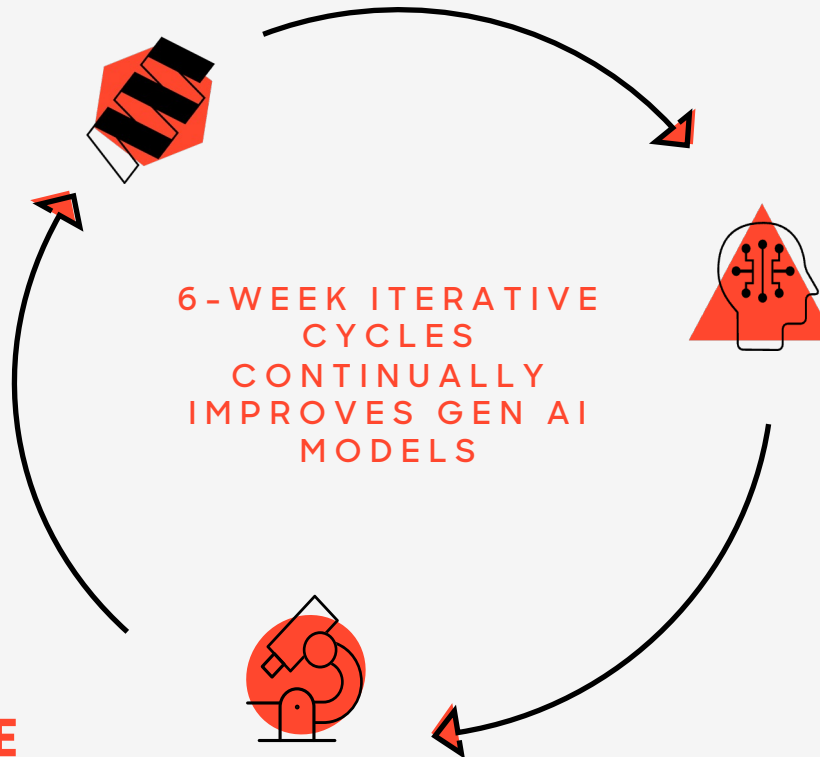 6-WEEK ITERATIVE
CYCLES
CONTINUALLY
IMPROVES GEN AI
MODELS
E